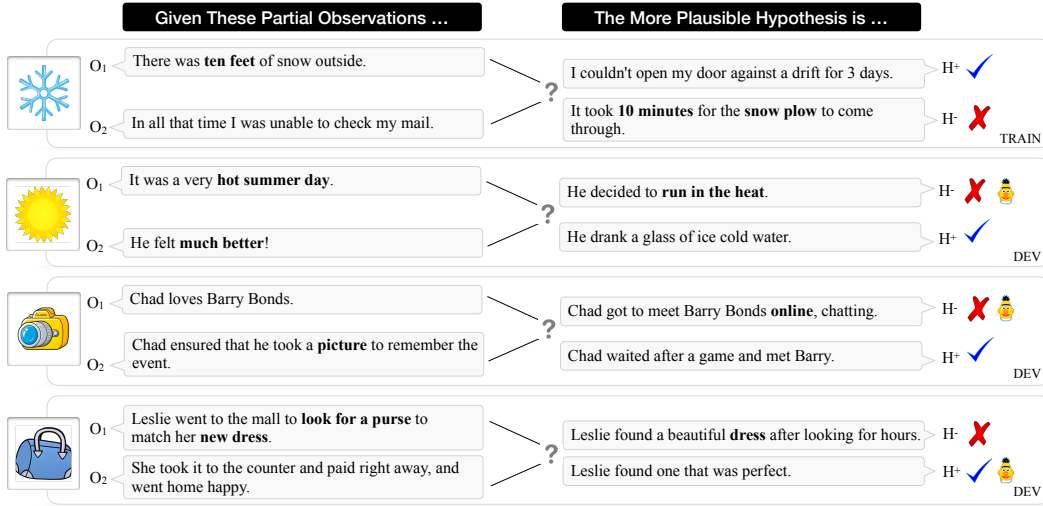 Given These Partial Observations ...
The More Plausible Hypothesis is ...
O1
There was ten feet of snow outside.
O2
In all that time I was unable to check my mail.
?
I couldn't open my door against a drift for 3 days.
H+
It took 10 minutes for the snow plow to come
through.
H-
TRAIN
O1
It was a very hot summer day.
O2
He felt much better!
?
He decided to run in the heat.
H-
He drank a glass of ice cold water.
H+
DEV
O1
Chad loves Barry Bonds.
O2
Chad ensured that he took a picture to remember the
event.
?
Chad got to meet Barry Bonds online, chatting.
H-
Chad waited after a game and met Barry.
H+
DEV
O1
Leslie went to the mall to look for a purse to
match her new dress.
O2
She took it to the counter and paid right away, and
went home happy.
?
Leslie found a beautiful dress after looking for hours.
H-
Leslie found one that was perfect.
H+
DEV